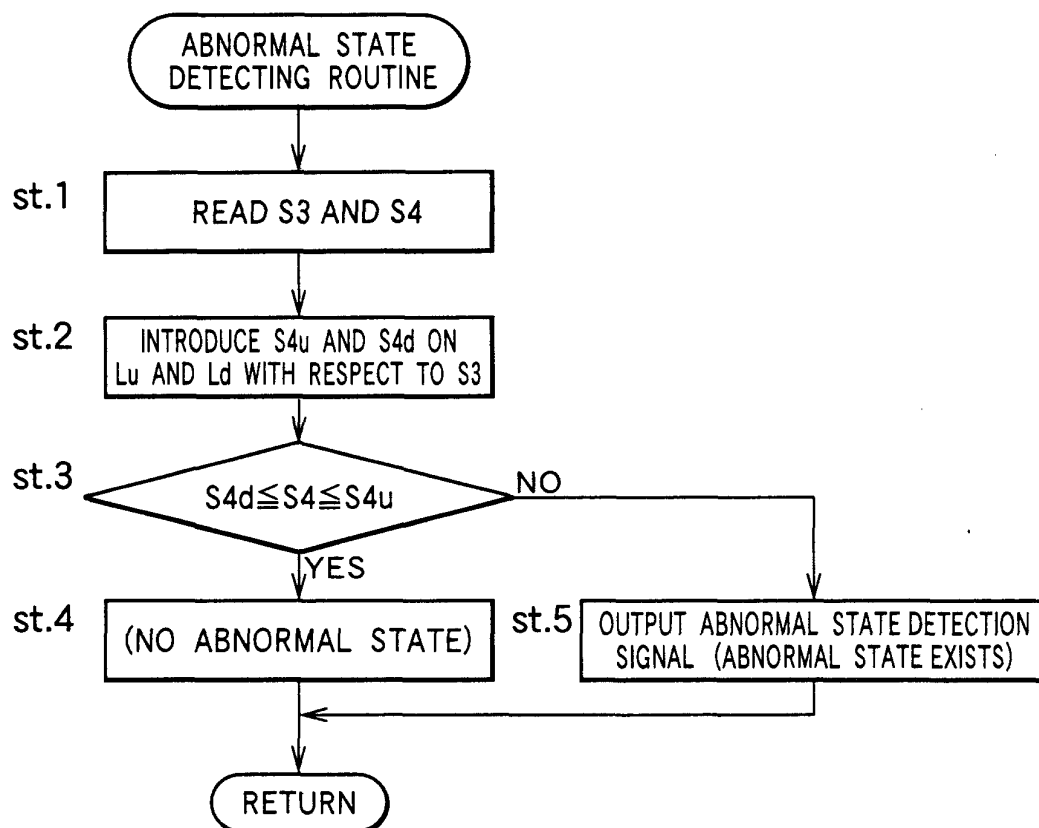 ABNORMAL STATE
DETECTING ROUTINE
st.1
READ S3 AND S4
st.2
INTRODUCE S4u AND S4d ON
Lu AND Ld WITH RESPECT TO S3
st.3
S4d≦S4≦S4u
NO
YES
st.4
(NO ABNORMAL STATE)
st.5
OUTPUT ABNORMAL STATE DETECTION
SIGNAL (ABNORMAL STATE EXISTS)
RETURN